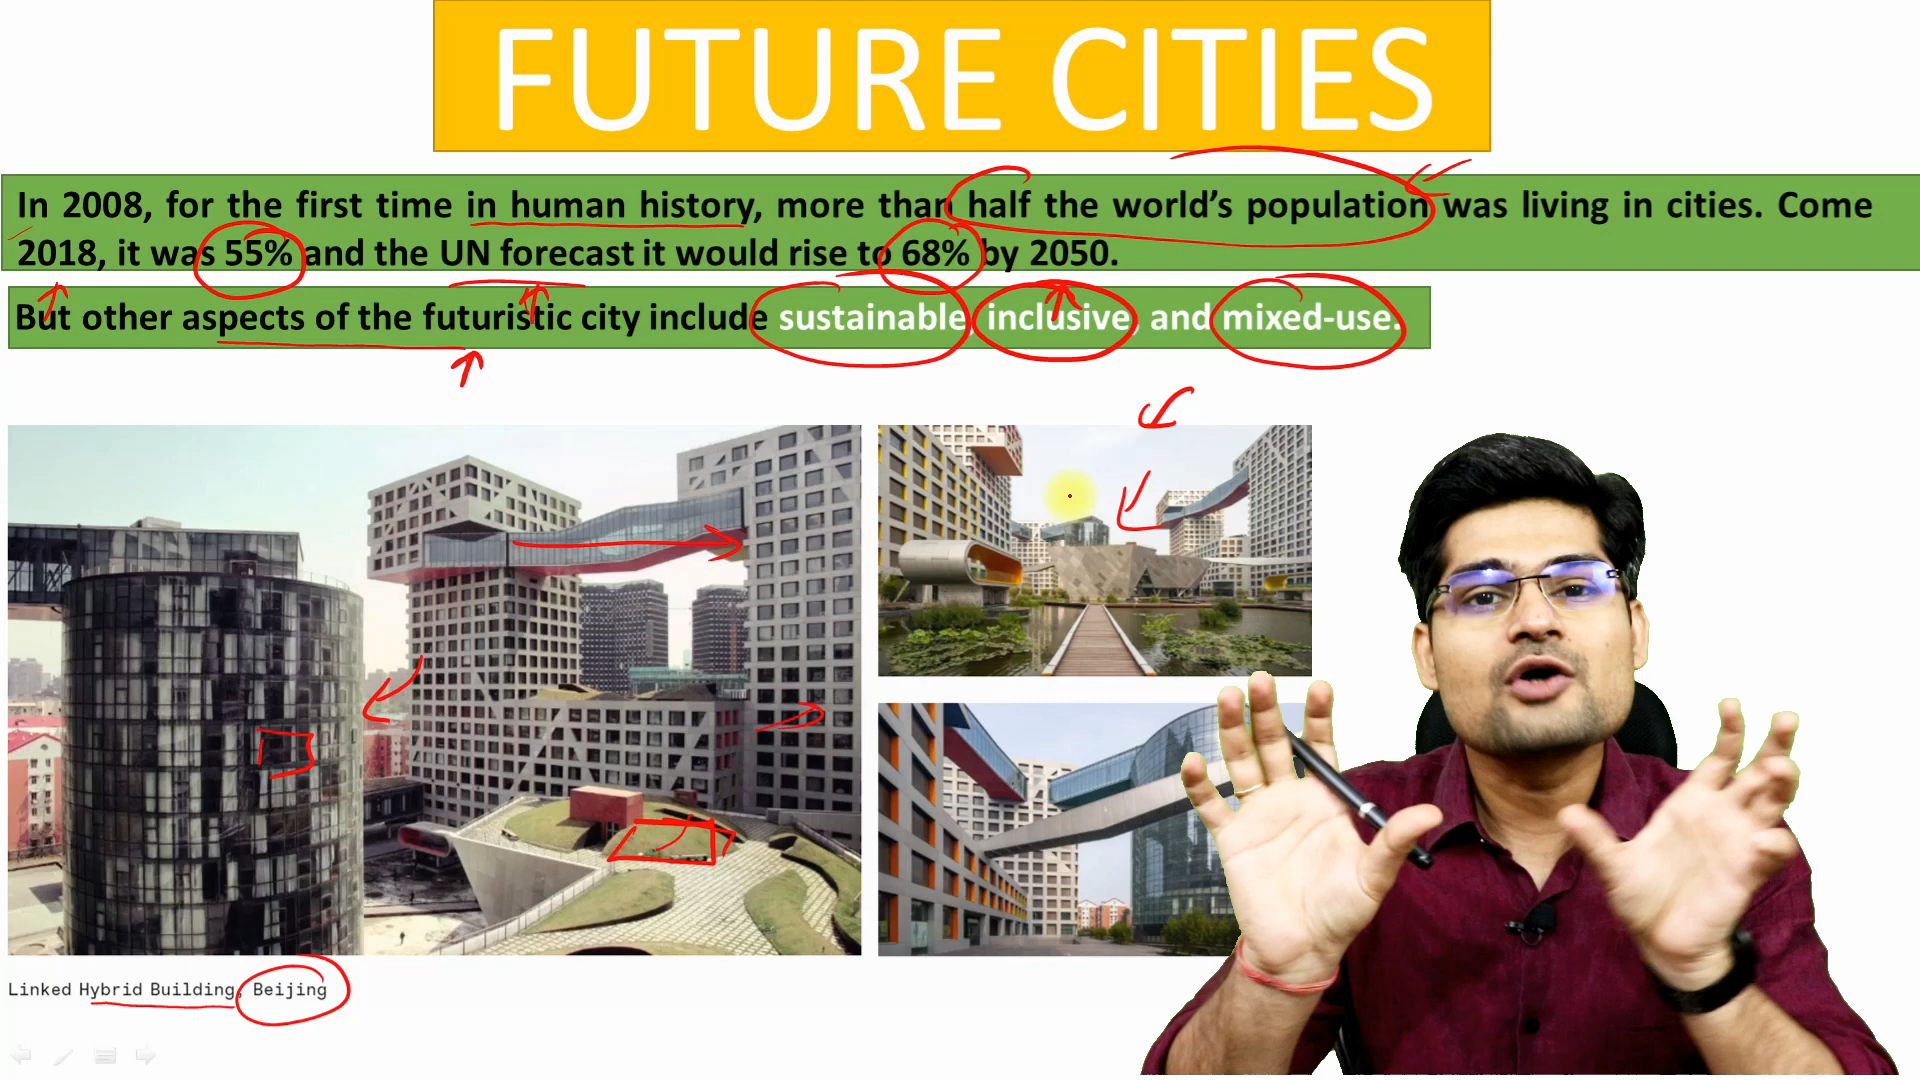 FUTURE CITIES
In 2008, for the first time in human history, more than half the world's population was living in cities. Come
2018, it was 55% and the UN forecast it would rise to 68% by 2050.
But other aspects of the futuristic city include sustainable, inclusive, and mixed-use.
Linked Hybrid Building, Beijing